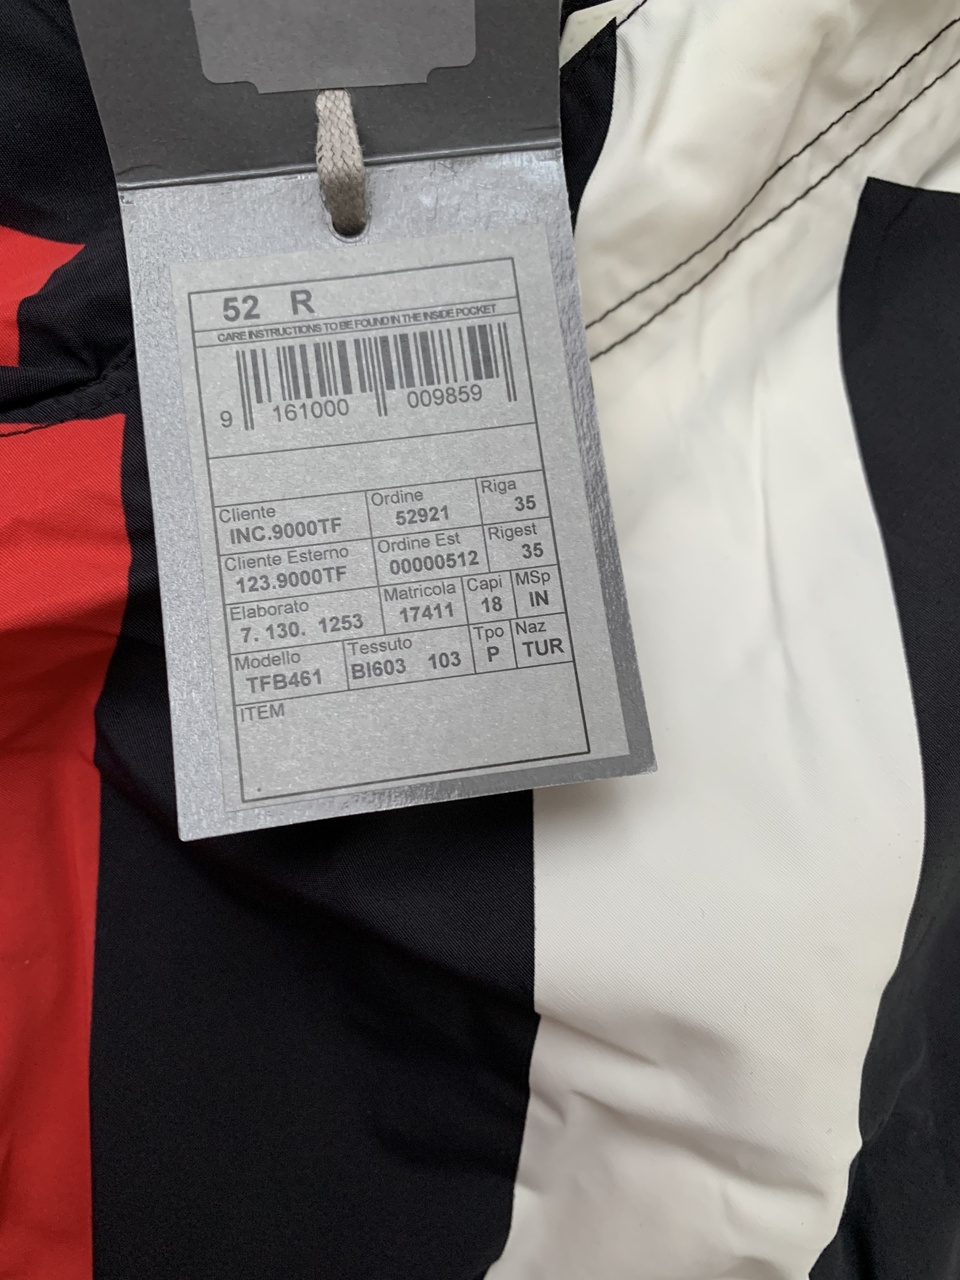 52 R
CARE INSTRUCTIONS TO BE FOUND IN THE INSIDE POCKET
9 161000 009859
Cliente Ordine Riga
INC.9000TF 52921 35
Cliente Esterno Ordine Est Rigest
123.9000TF 00000512 35
Elaborato Matricola Capi MSp
7. 130. 1253 17411 18 IN
Modello Tessuto Tpo Naz
TFB461 BI603 103 P TUR
ITEM